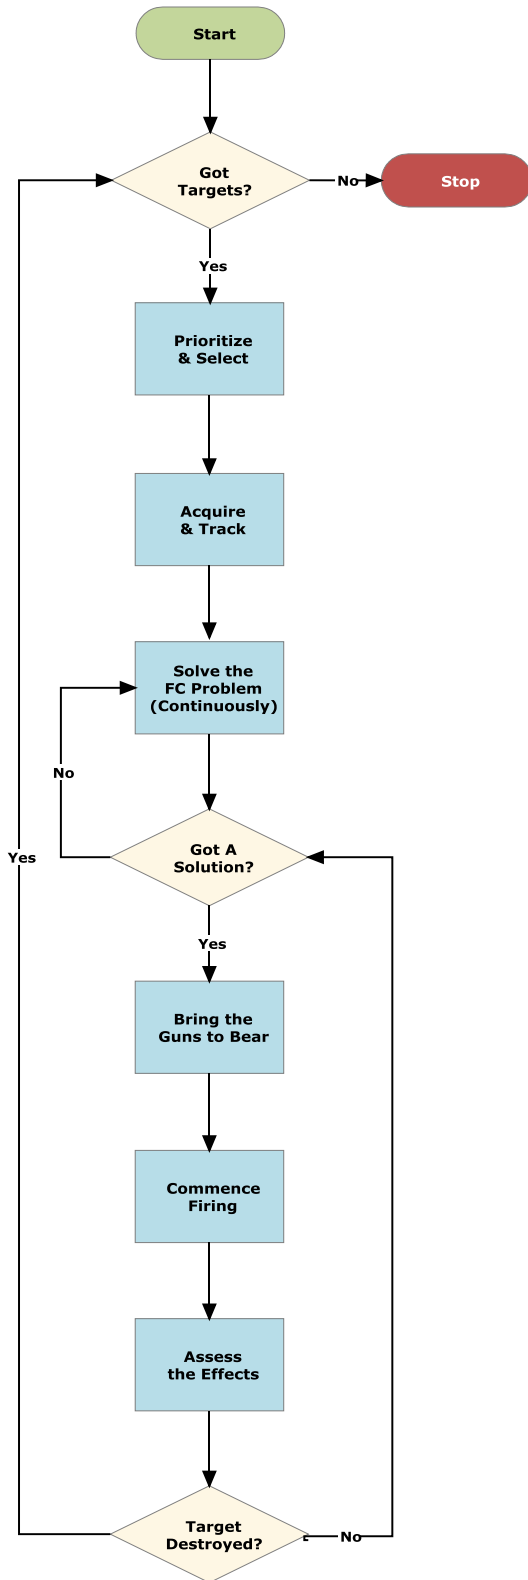 Start
Got
Targets?
No
Stop
Yes
Prioritize
& Select
Acquire
& Track
Solve the
FC Problem
(Continuously)
No
Got A
Solution?
Yes
Yes
Bring the
Guns to Bear
Commence
Firing
Assess
the Effects
Target
Destroyed?
No